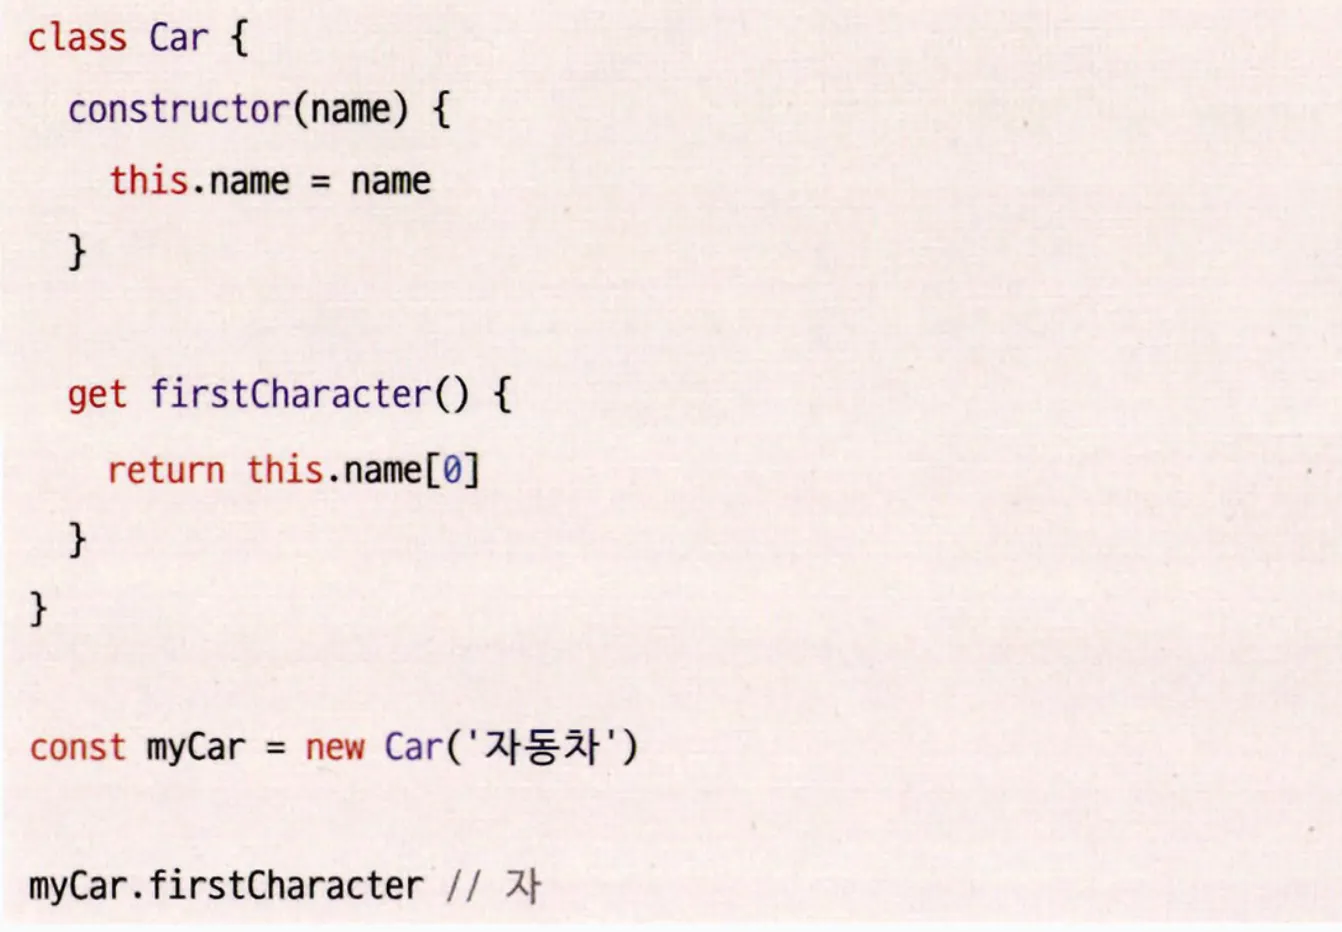 class Car {
  constructor(name) {
    this.name = name
  }

  get firstCharacter() {
    return this.name[0]
  }
}

const myCar = new Car('자동차')

myCar.firstCharacter // 자